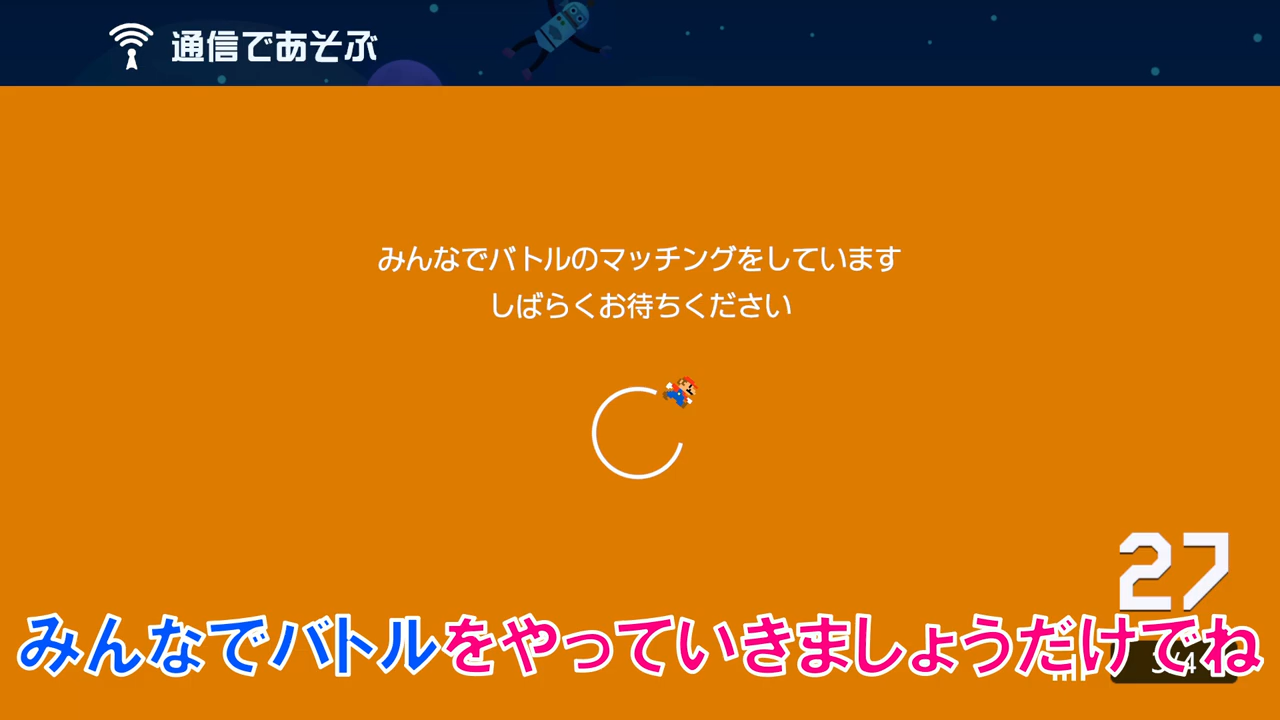 通信であそぶ
みんなでバトルのマッチングをしています
しばらくお待ちください
27
みんなでバトルをやっていきましょうだけでね